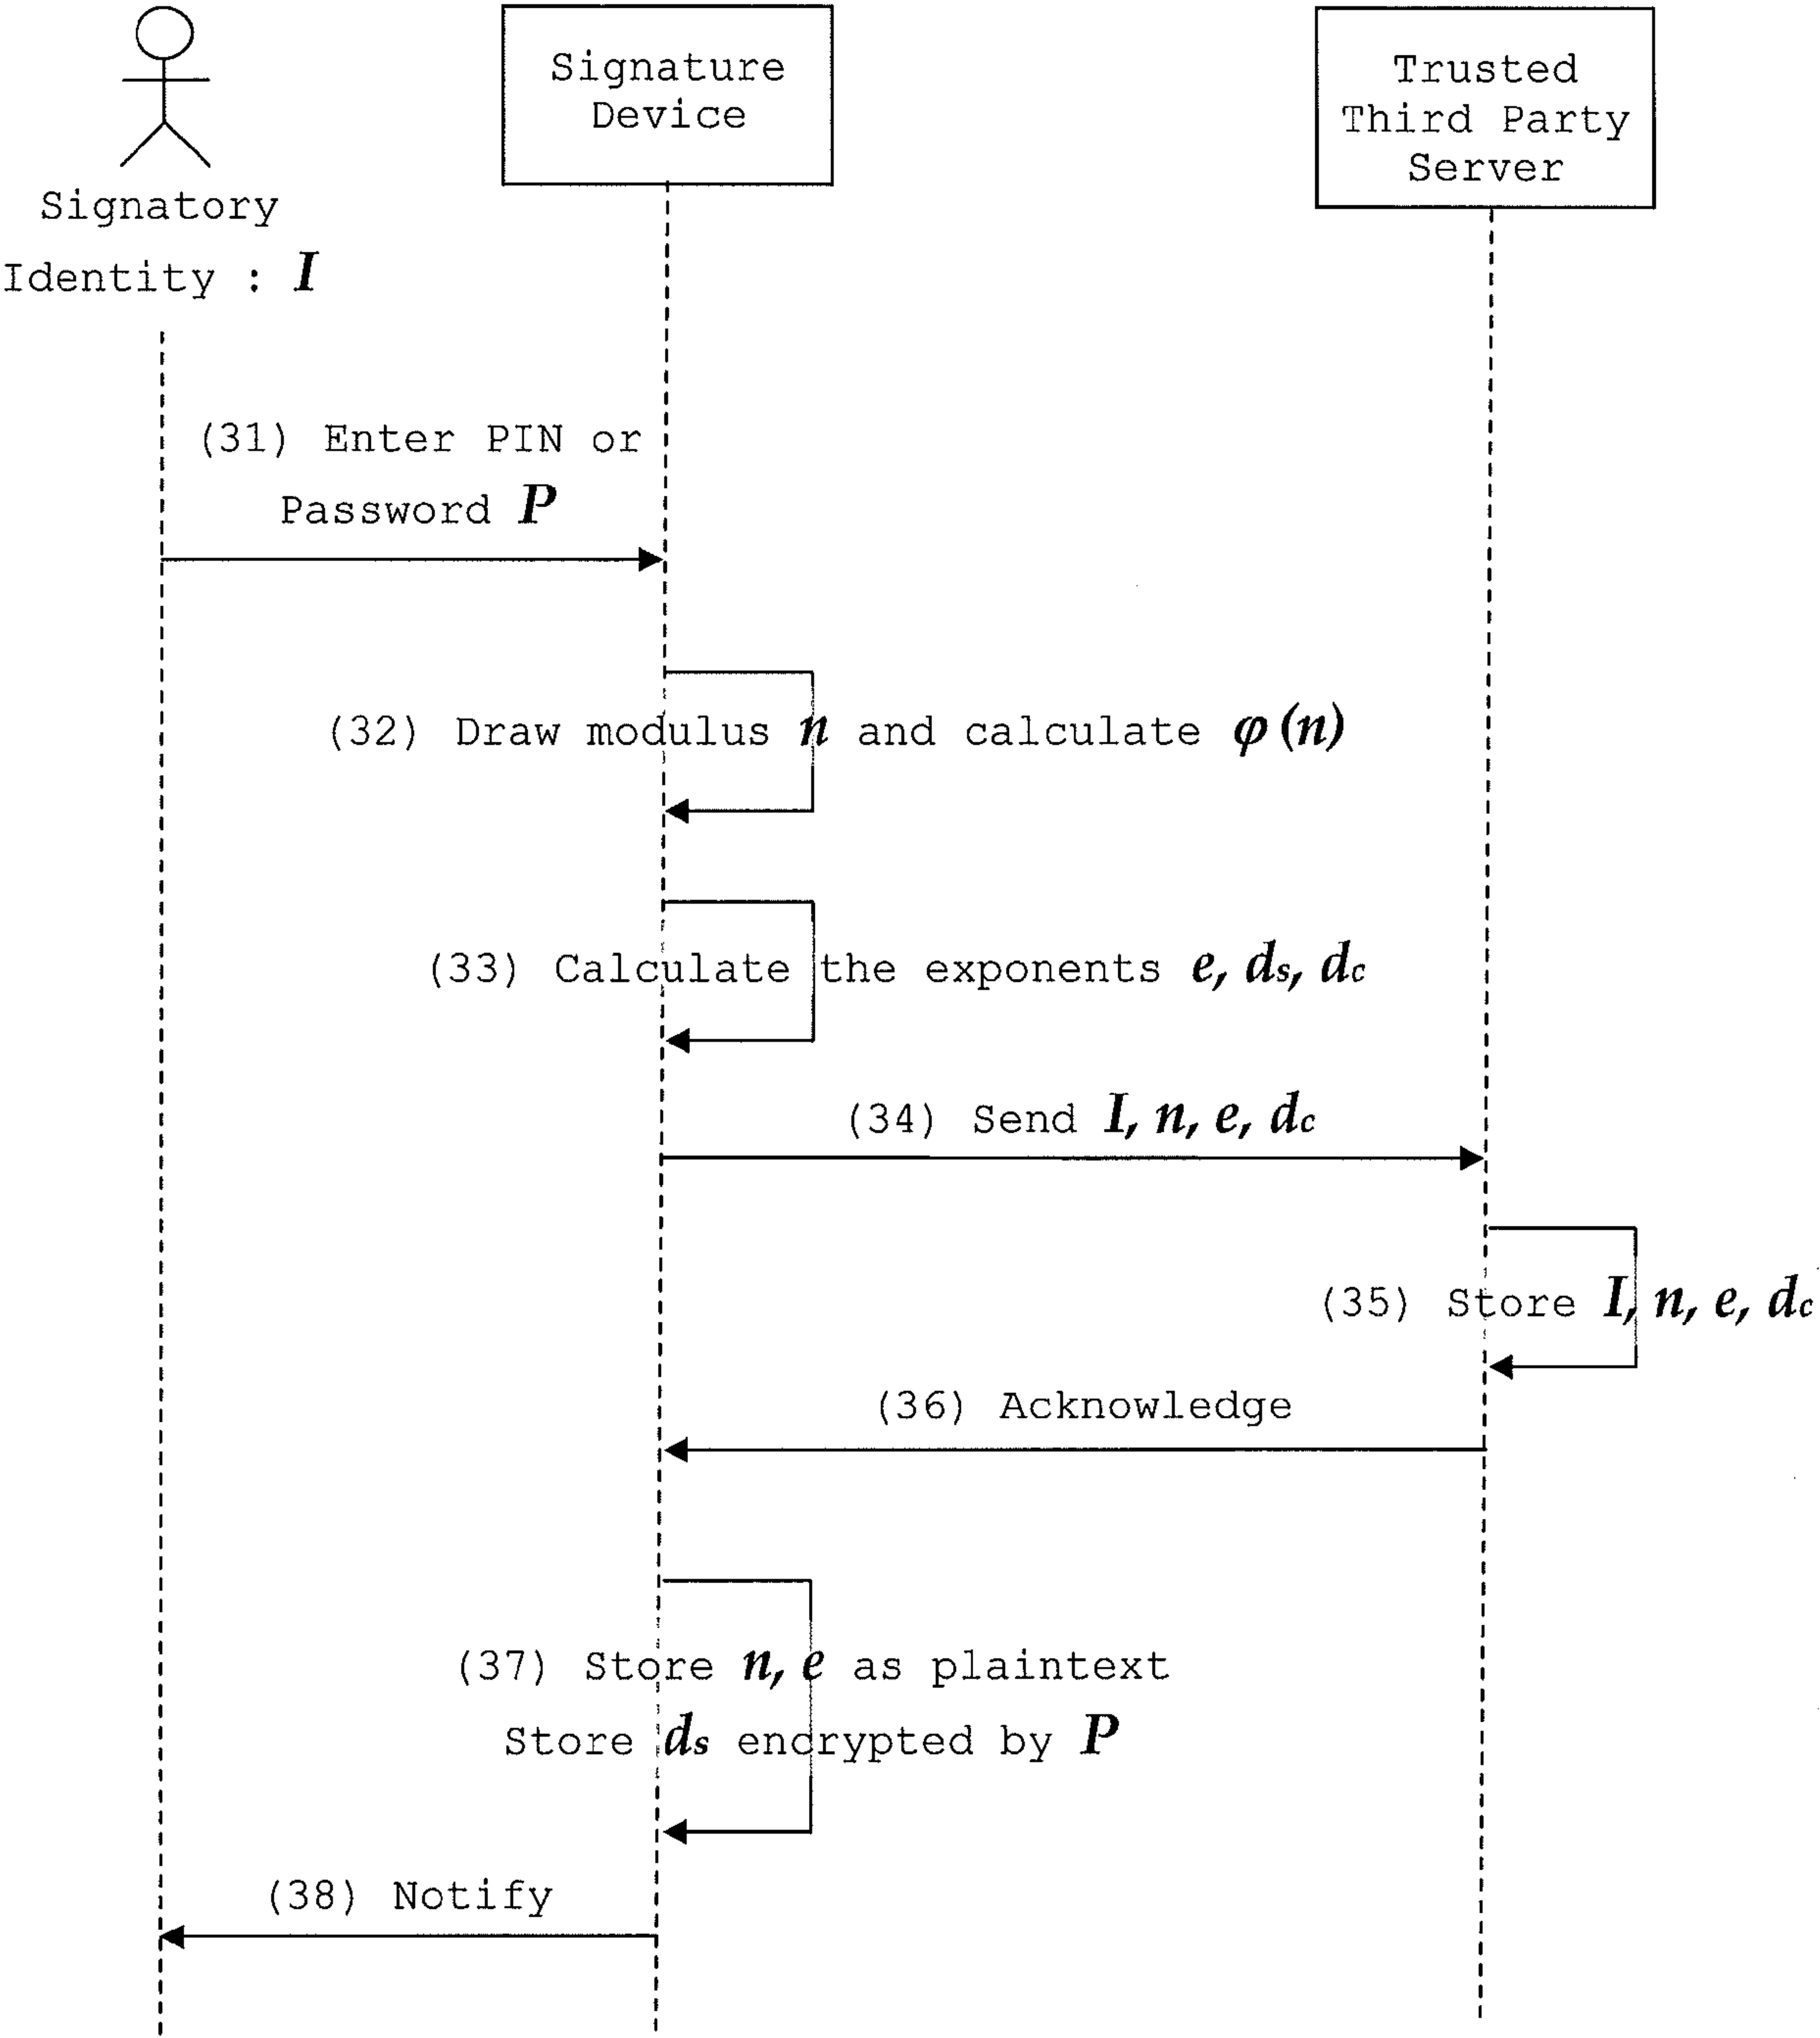 Signature
Device
Trusted
Third Party
Server
Signatory
Identity : I
(31) Enter PIN or
Password P
(32) Draw modulus n and calculate φ(n)
(33) Calculate the exponents e, ds, dc
(34) Send I, n, e, dc
(35) Store I, n, e, dc
(36) Acknowledge
(37) Store n, e as plaintext
Store ds encrypted by P
(38) Notify